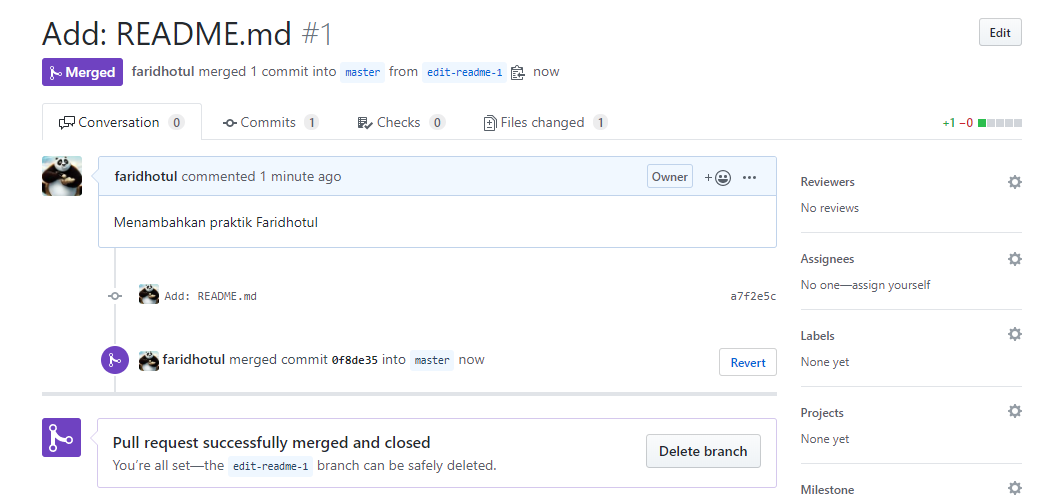 Add: README.md #1
Edit
Merged faridhotul merged 1 commit into master from edit-readme-1 now
Conversation 0 Commits 1 Checks 0 Files changed 1
+1 −0
faridhotul commented 1 minute ago
Owner
Menambahkan praktik Faridhotul
Add: README.md
a7f2e5c
faridhotul merged commit 0f8de35 into master now
Revert
Pull request successfully merged and closed
You’re all set—the edit-readme-1 branch can be safely deleted.
Delete branch
Reviewers
No reviews
Assignees
No one—assign yourself
Labels
None yet
Projects
None yet
Milestone